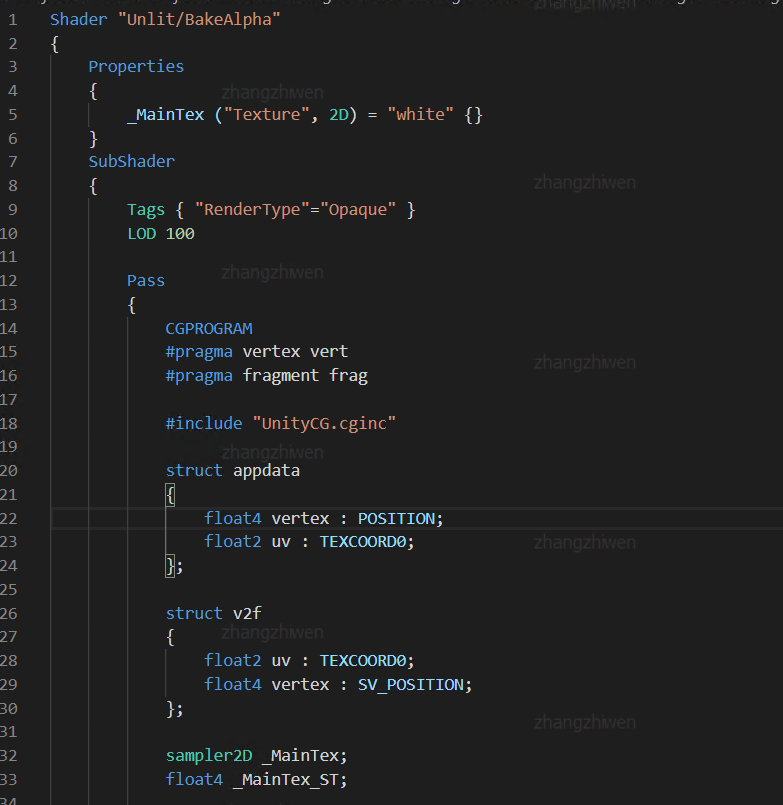 1 Shader "Unlit/BakeAlpha"
2 {
3 Properties
4 {
5 _MainTex ("Texture", 2D) = "white" {}
6 }
7 SubShader
8 {
9 Tags { "RenderType"="Opaque" }
10 LOD 100
11
12 Pass
13 {
14 CGPROGRAM
15 #pragma vertex vert
16 #pragma fragment frag
17
18 #include "UnityCG.cginc"
19
20 struct appdata
21 {
22 float4 vertex : POSITION;
23 float2 uv : TEXCOORD0;
24 };
25
26 struct v2f
27 {
28 float2 uv : TEXCOORD0;
29 float4 vertex : SV_POSITION;
30 };
31
32 sampler2D _MainTex;
33 float4 _MainTex_ST;
34
zhangzhiwen
zhangzhiwen
zhangzhiwen
zhangzhiwen
zhangzhiwen
zhangzhiwen
zhangzhiwen
zhangzhiwen
zhangzhiwen